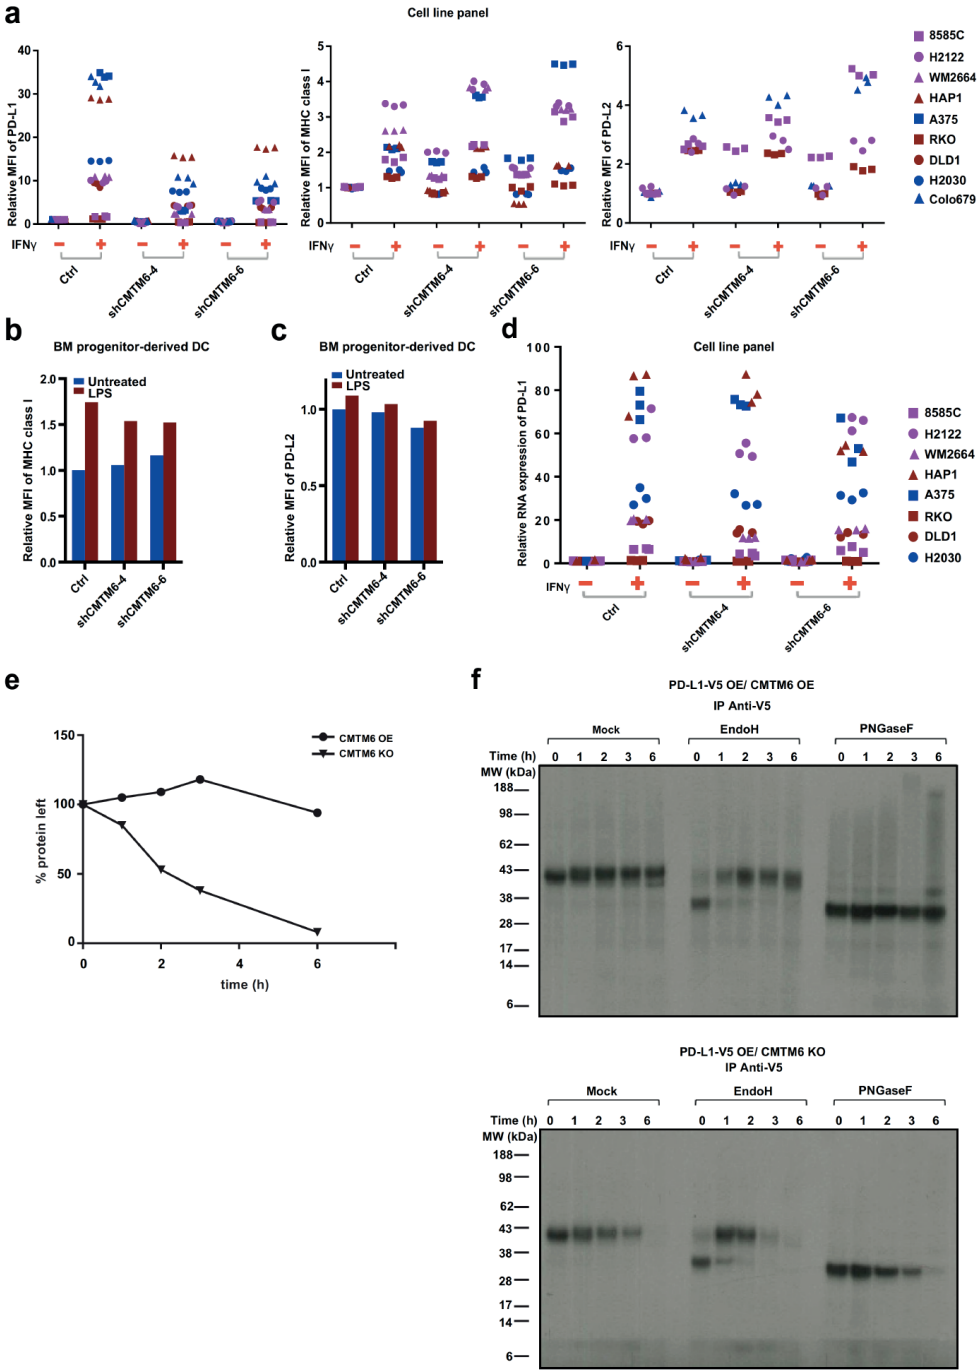 a
Cell line panel
Relative MFI of PD-L1
40
30
20
10
0
Relative MFI of MHC class I
5
4
3
2
1
0
Relative MFI of PD-L2
6
4
2
0
IFNγ
− + − + − +
− + − + − +
− + − + − +
Ctrl
shCMTM6-4
shCMTM6-6
Ctrl
shCMTM6-4
shCMTM6-6
Ctrl
shCMTM6-4
shCMTM6-6
8585C
H2122
WM2664
HAP1
A375
RKO
DLD1
H2030
Colo679
b
BM progenitor-derived DC
Untreated
LPS
Relative MFI of MHC class I
2.0
1.5
1.0
0.5
0.0
Ctrl
shCMTM6-4
shCMTM6-6
c
BM progenitor-derived DC
Untreated
LPS
Relative MFI of PD-L2
1.0
0.5
0.0
Ctrl
shCMTM6-4
shCMTM6-6
d
Cell line panel
Relative RNA expression of PD-L1
100
80
60
40
20
0
IFNγ
− + − + − +
Ctrl
shCMTM6-4
shCMTM6-6
8585C
H2122
WM2664
HAP1
A375
RKO
DLD1
H2030
e
% protein left
150
100
50
0
0 2 4 6
time (h)
CMTM6 OE
CMTM6 KO
f
PD-L1-V5 OE/ CMTM6 OE
IP Anti-V5
Mock EndoH PNGaseF
Time (h) 0 1 2 3 6 0 1 2 3 6 0 1 2 3 6
MW (kDa)
188
98
62
43
38
28
17
14
6
PD-L1-V5 OE/ CMTM6 KO
IP Anti-V5
Mock EndoH PNGaseF
Time (h) 0 1 2 3 6 0 1 2 3 6 0 1 2 3 6
MW (kDa)
188
98
62
43
38
28
17
14
6